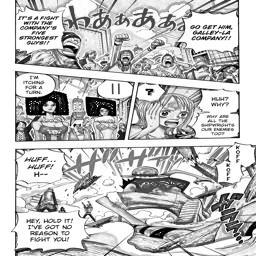 IT'S A FIGHT
WITH THE
COMPANY'S
FIVE
STRONGEST
GUYS!!
わああああ
GO GET HIM,
GALLEY-LA
COMPANY!!
I'M
ITCHING
FOR A
TURN.
!!
?
HUH?
WHY?
WHY ARE
ALL THE
SHIPWRIGHTS
OUR ENEMIES
TOO?
HUFF...
HUFF!
H--
HEY, HOLD IT!
I'VE GOT NO
REASON TO
FIGHT YOU!